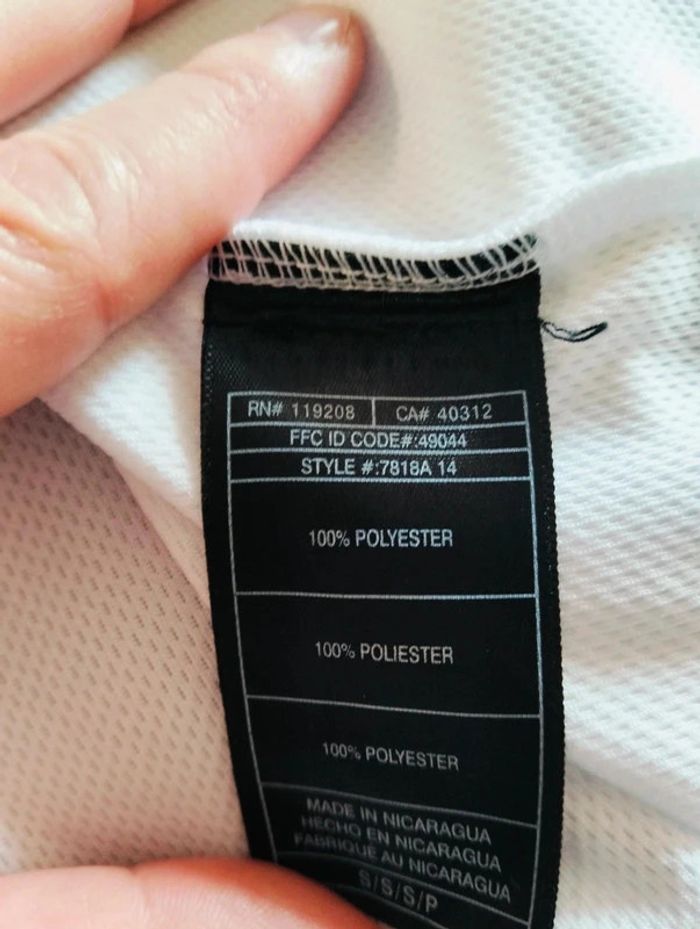 RN# 119208 CA# 40312
FFC ID CODE#:49044
STYLE #:7818A 14
100% POLYESTER
100% POLIESTER
100% POLYESTER
MADE IN NICARAGUA
HECHO EN NICARAGUA
FABRIQUE AU NICARAGUA
S/S/S/P